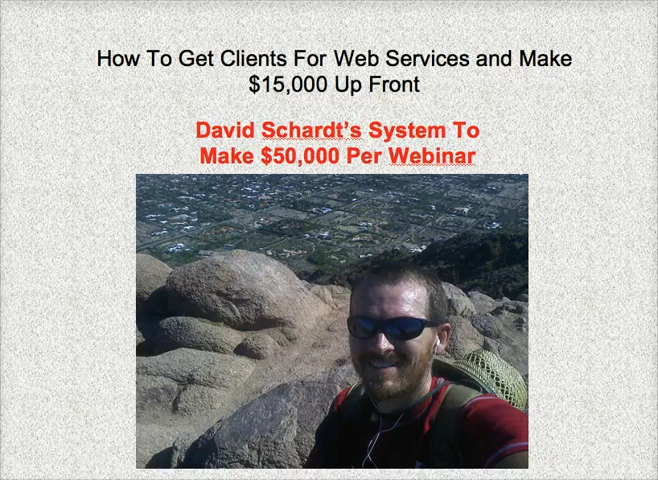 How To Get Clients For Web Services and Make
$15,000 Up Front
David Schardt's System To
Make $50,000 Per Webinar